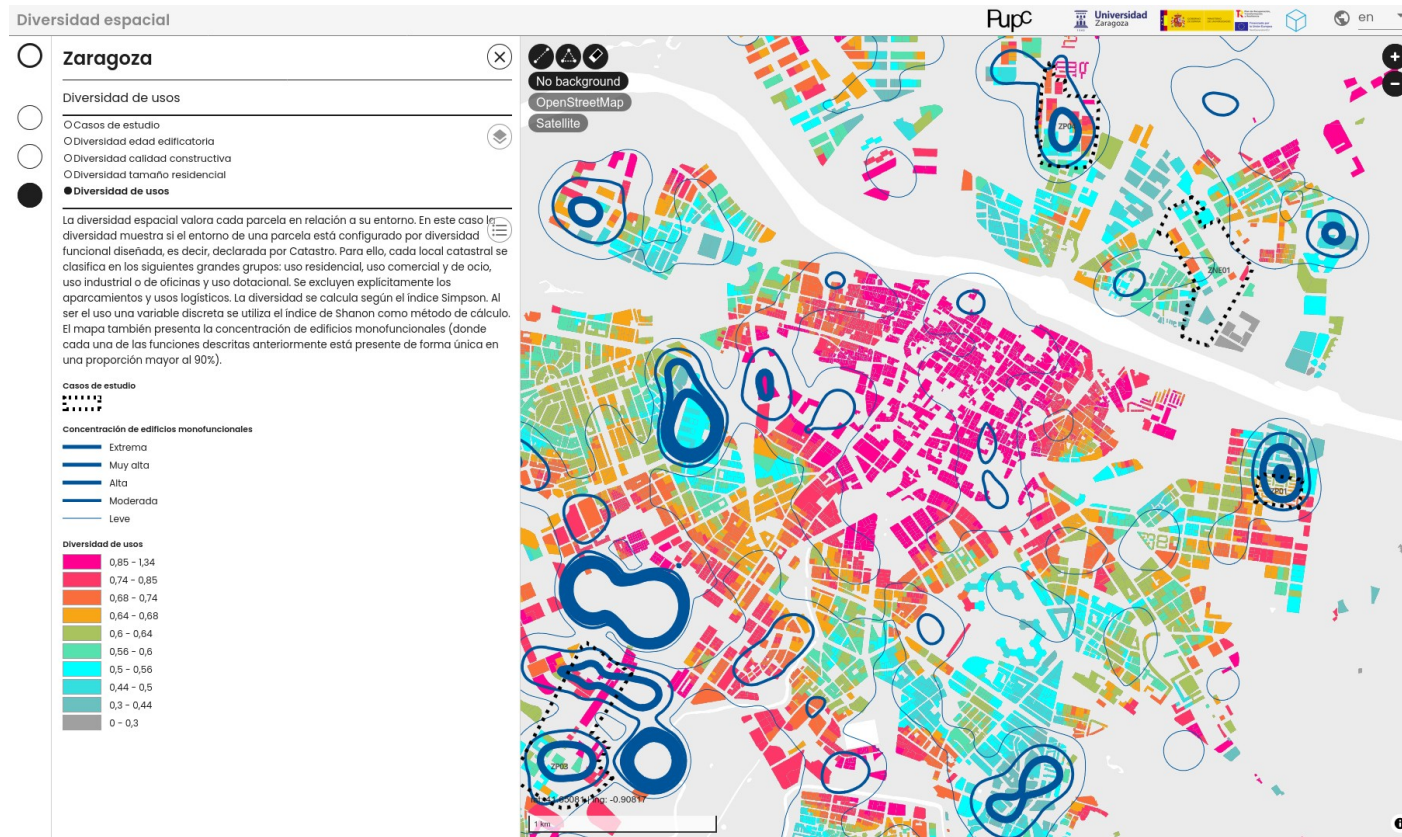 Diversidad espacial
Pupc
Universidad
Zaragoza
en
Zaragoza
Diversidad de usos
Casos de estudio
Diversidad edad edificatoria
Diversidad calidad constructiva
Diversidad tamaño residencial
Diversidad de usos
La diversidad espacial valora cada parcela en relación a su entorno. En este caso la
diversidad muestra si el entorno de una parcela está configurado por diversidad
funcional diseñada, es decir, declarada por Catastro. Para ello, cada local catastral se
clasifica en los siguientes grandes grupos: uso residencial, uso comercial y de ocio,
uso industrial o de oficinas y uso dotacional. Se excluyen explícitamente los
aparcamientos y usos logísticos. La diversidad se calcula según el índice Simpson. Al
ser el uso una variable discreta se utiliza el índice de Shanon como método de cálculo.
El mapa también presenta la concentración de edificios monofuncionales (donde
cada una de las funciones descritas anteriormente está presente de forma única en
una proporción mayor al 90%).
Casos de estudio
Concentración de edificios monofuncionales
Extrema
Muy alta
Alta
Moderada
Leve
Diversidad de usos
0,85 - 1,34
0,74 - 0,85
0,68 - 0,74
0,64 - 0,68
0,6 - 0,64
0,56 - 0,6
0,5 - 0,56
0,44 - 0,5
0,3 - 0,44
0 - 0,3
No background
OpenStreetMap
Satellite
ZP04
ZNE01
ZP01
ZP03
lng: -0.90817
1 km